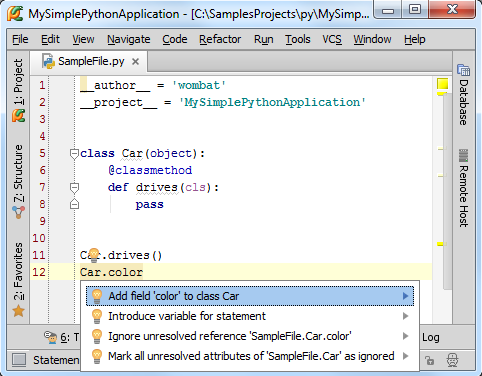 MySimplePythonApplication - [C:\SamplesProjects\py\MySimp
File Edit View Navigate Code Refactor Run Tools VCS Window Help
SampleFile.py
1: Project
Z: Structure
2: Favorites
Database
Remote Host
1 __author__ = 'wombat'
2 __project__ = 'MySimplePythonApplication'
3
4
5 class Car(object):
6 @classmethod
7 def drives(cls):
8 pass
9
10
11 Car.drives()
12 Car.color
Add field 'color' to class Car
Introduce variable for statement
Ignore unresolved reference 'SampleFile.Car.color'
Mark all unresolved attributes of 'SampleFile.Car' as ignored
6: T
Log
Statemen